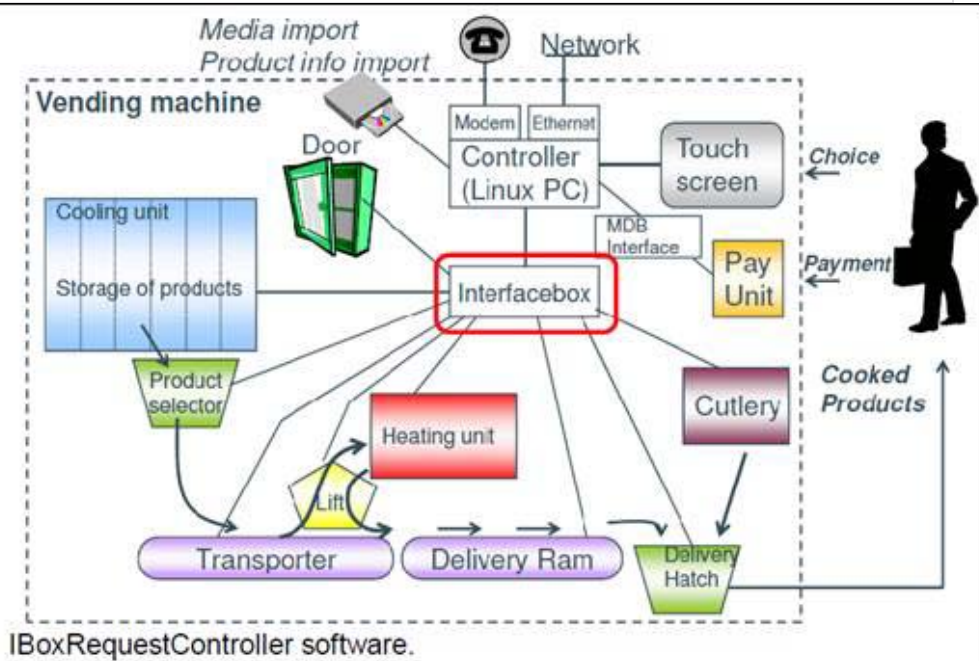 Media import
Product info import
Network
Vending machine
Modem
Ethernet
Door
Controller
(Linux PC)
Touch
screen
Choice
Cooling unit
MDB
Interface
Storage of products
Interfacebox
Pay
Unit
Payment
Product
selector
Heating unit
Cutlery
Cooked
Products
Lift
Transporter
Delivery Ram
Delivery
Hatch
IBoxRequestController software.